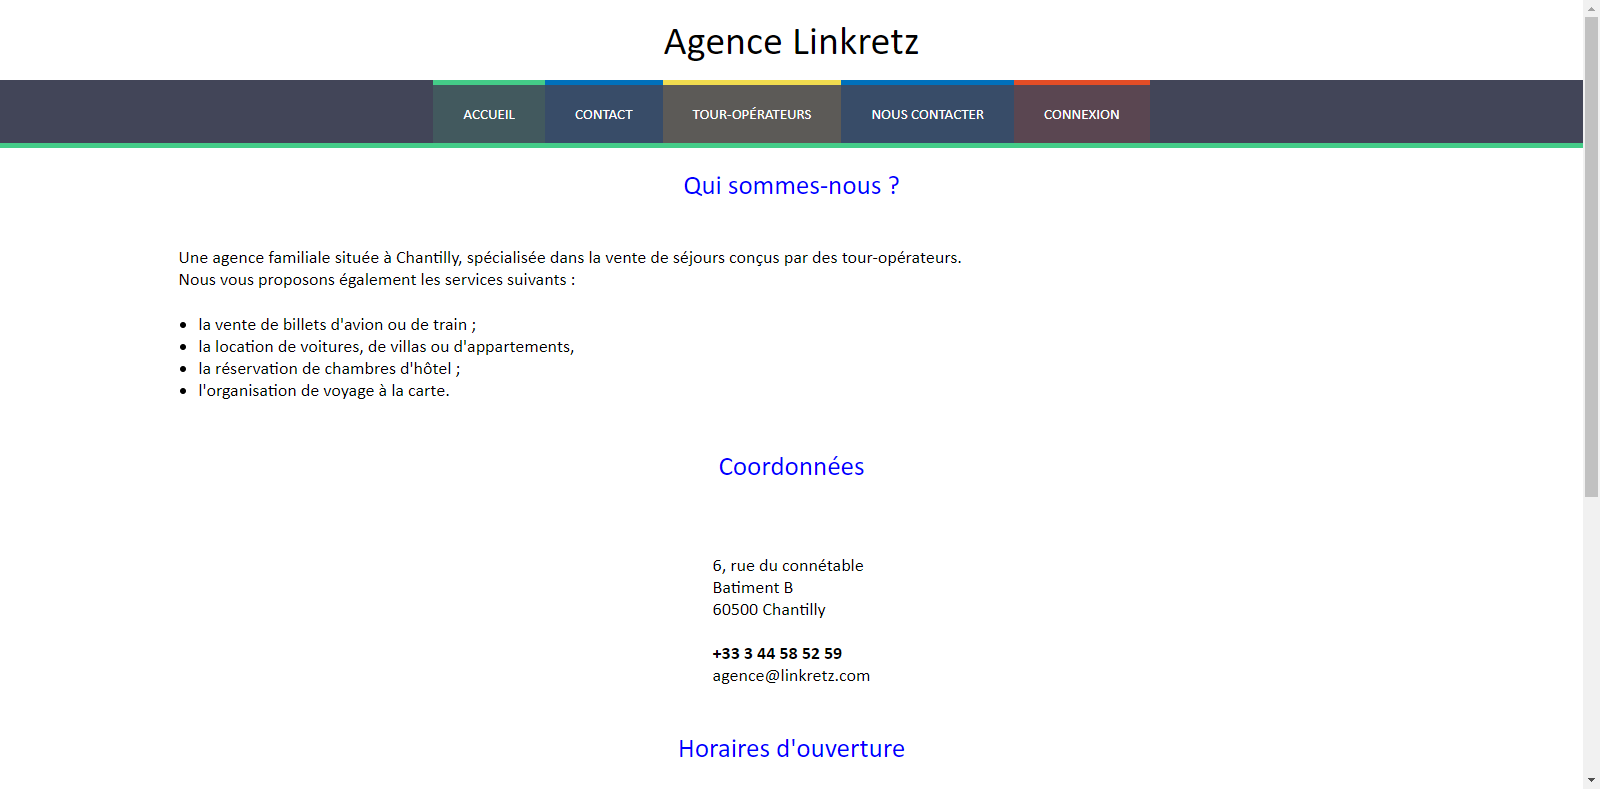 Agence Linkretz
ACCUEIL
CONTACT
TOUR-OPÉRATEURS
NOUS CONTACTER
CONNEXION
Qui sommes-nous ?
Une agence familiale située à Chantilly, spécialisée dans la vente de séjours conçus par des tour-opérateurs.
Nous vous proposons également les services suivants :
• la vente de billets d'avion ou de train ;
• la location de voitures, de villas ou d'appartements,
• la réservation de chambres d'hôtel ;
• l'organisation de voyage à la carte.
Coordonnées
6, rue du connétable
Batiment B
60500 Chantilly
+33 3 44 58 52 59
agence@linkretz.com
Horaires d'ouverture